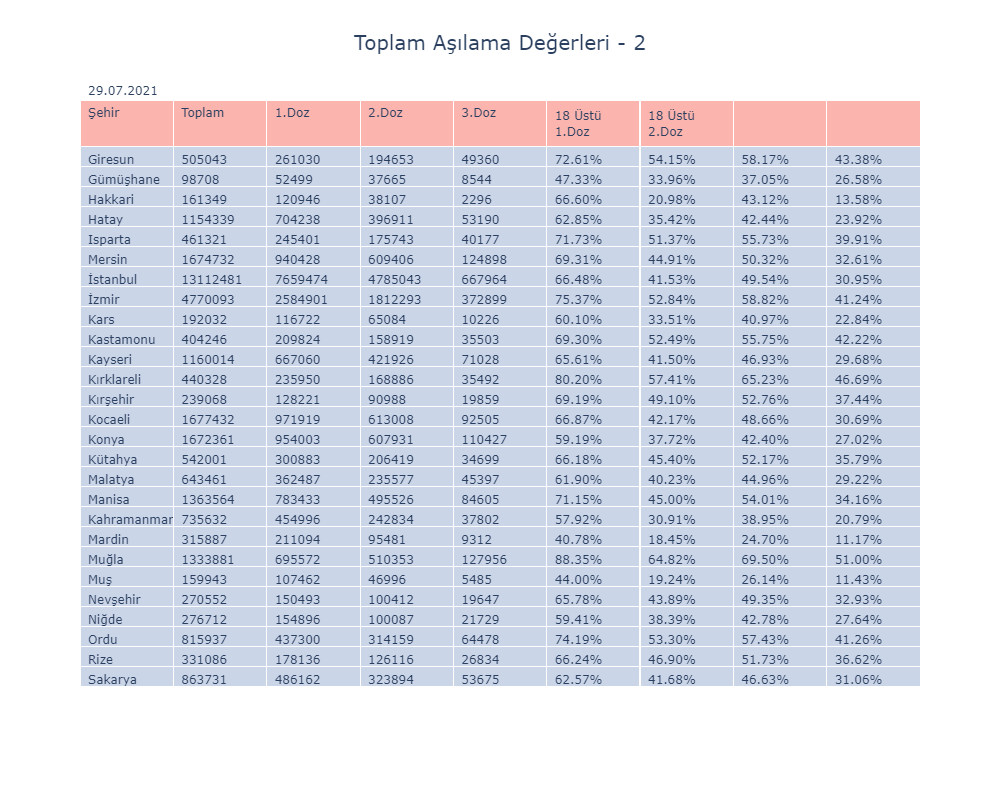 Toplam Aşılama Değerleri - 2
29.07.2021
Şehir Toplam 1.Doz 2.Doz 3.Doz 18 Üstü 1.Doz 18 Üstü 2.Doz
Giresun 505043 261030 194653 49360 72.61% 54.15% 58.17% 43.38%
Gümüşhane 98708 52499 37665 8544 47.33% 33.96% 37.05% 26.58%
Hakkari 161349 120946 38107 2296 66.60% 20.98% 43.12% 13.58%
Hatay 1154339 704238 396911 53190 62.85% 35.42% 42.44% 23.92%
Isparta 461321 245401 175743 40177 71.73% 51.37% 55.73% 39.91%
Mersin 1674732 940428 609406 124898 69.31% 44.91% 50.32% 32.61%
İstanbul 13112481 7659474 4785043 667964 66.48% 41.53% 49.54% 30.95%
İzmir 4770093 2584901 1812293 372899 75.37% 52.84% 58.82% 41.24%
Kars 192032 116722 65084 10226 60.10% 33.51% 40.97% 22.84%
Kastamonu 404246 209824 158919 35503 69.30% 52.49% 55.75% 42.22%
Kayseri 1160014 667060 421926 71028 65.61% 41.50% 46.93% 29.68%
Kırklareli 440328 235950 168886 35492 80.20% 57.41% 65.23% 46.69%
Kırşehir 239068 128221 90988 19859 69.19% 49.10% 52.76% 37.44%
Kocaeli 1677432 971919 613008 92505 66.87% 42.17% 48.66% 30.69%
Konya 1672361 954003 607931 110427 59.19% 37.72% 42.40% 27.02%
Kütahya 542001 300883 206419 34699 66.18% 45.40% 52.17% 35.79%
Malatya 643461 362487 235577 45397 61.90% 40.23% 44.96% 29.22%
Manisa 1363564 783433 495526 84605 71.15% 45.00% 54.01% 34.16%
Kahramanmar 735632 454996 242834 37802 57.92% 30.91% 38.95% 20.79%
Mardin 315887 211094 95481 9312 40.78% 18.45% 24.70% 11.17%
Muğla 1333881 695572 510353 127956 88.35% 64.82% 69.50% 51.00%
Muş 159943 107462 46996 5485 44.00% 19.24% 26.14% 11.43%
Nevşehir 270552 150493 100412 19647 65.78% 43.89% 49.35% 32.93%
Niğde 276712 154896 100087 21729 59.41% 38.39% 42.78% 27.64%
Ordu 815937 437300 314159 64478 74.19% 53.30% 57.43% 41.26%
Rize 331086 178136 126116 26834 66.24% 46.90% 51.73% 36.62%
Sakarya 863731 486162 323894 53675 62.57% 41.68% 46.63% 31.06%